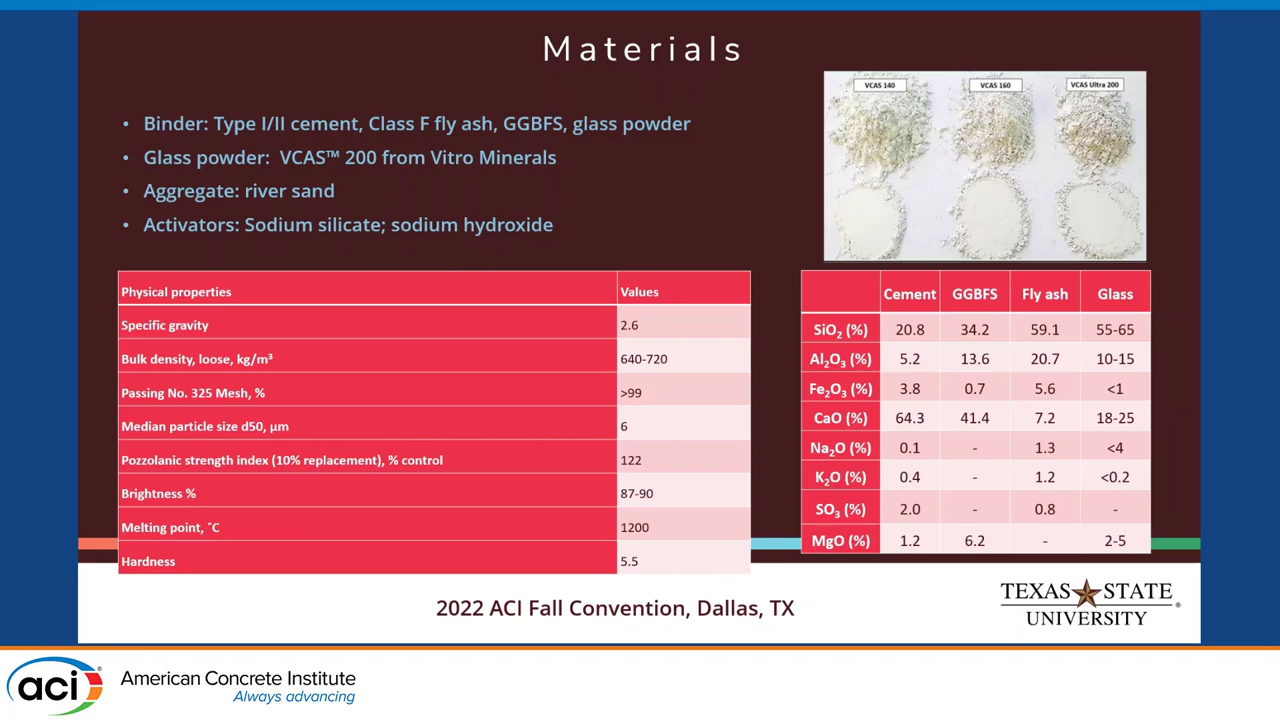 Materials
• Binder: Type I/II cement, Class F fly ash, GGBFS, glass powder
• Glass powder: VCAS™ 200 from Vitro Minerals
• Aggregate: river sand
• Activators: Sodium silicate; sodium hydroxide
VCAS 140 VCAS 160 VCAS Ultra 200
Physical properties Values
Specific gravity 2.6
Bulk density, loose, kg/m³ 640-720
Passing No. 325 Mesh, % >99
Median particle size d50, µm 6
Pozzolanic strength index (10% replacement), % control 122
Brightness % 87-90
Melting point, ˚C 1200
Hardness 5.5
Cement GGBFS Fly ash Glass
SiO₂ (%) 20.8 34.2 59.1 55-65
Al₂O₃ (%) 5.2 13.6 20.7 10-15
Fe₂O₃ (%) 3.8 0.7 5.6 <1
CaO (%) 64.3 41.4 7.2 18-25
Na₂O (%) 0.1 - 1.3 <4
K₂O (%) 0.4 - 1.2 <0.2
SO₃ (%) 2.0 - 0.8 -
MgO (%) 1.2 6.2 - 2-5
2022 ACI Fall Convention, Dallas, TX
TEXAS STATE
UNIVERSITY®
aci® American Concrete Institute
Always advancing